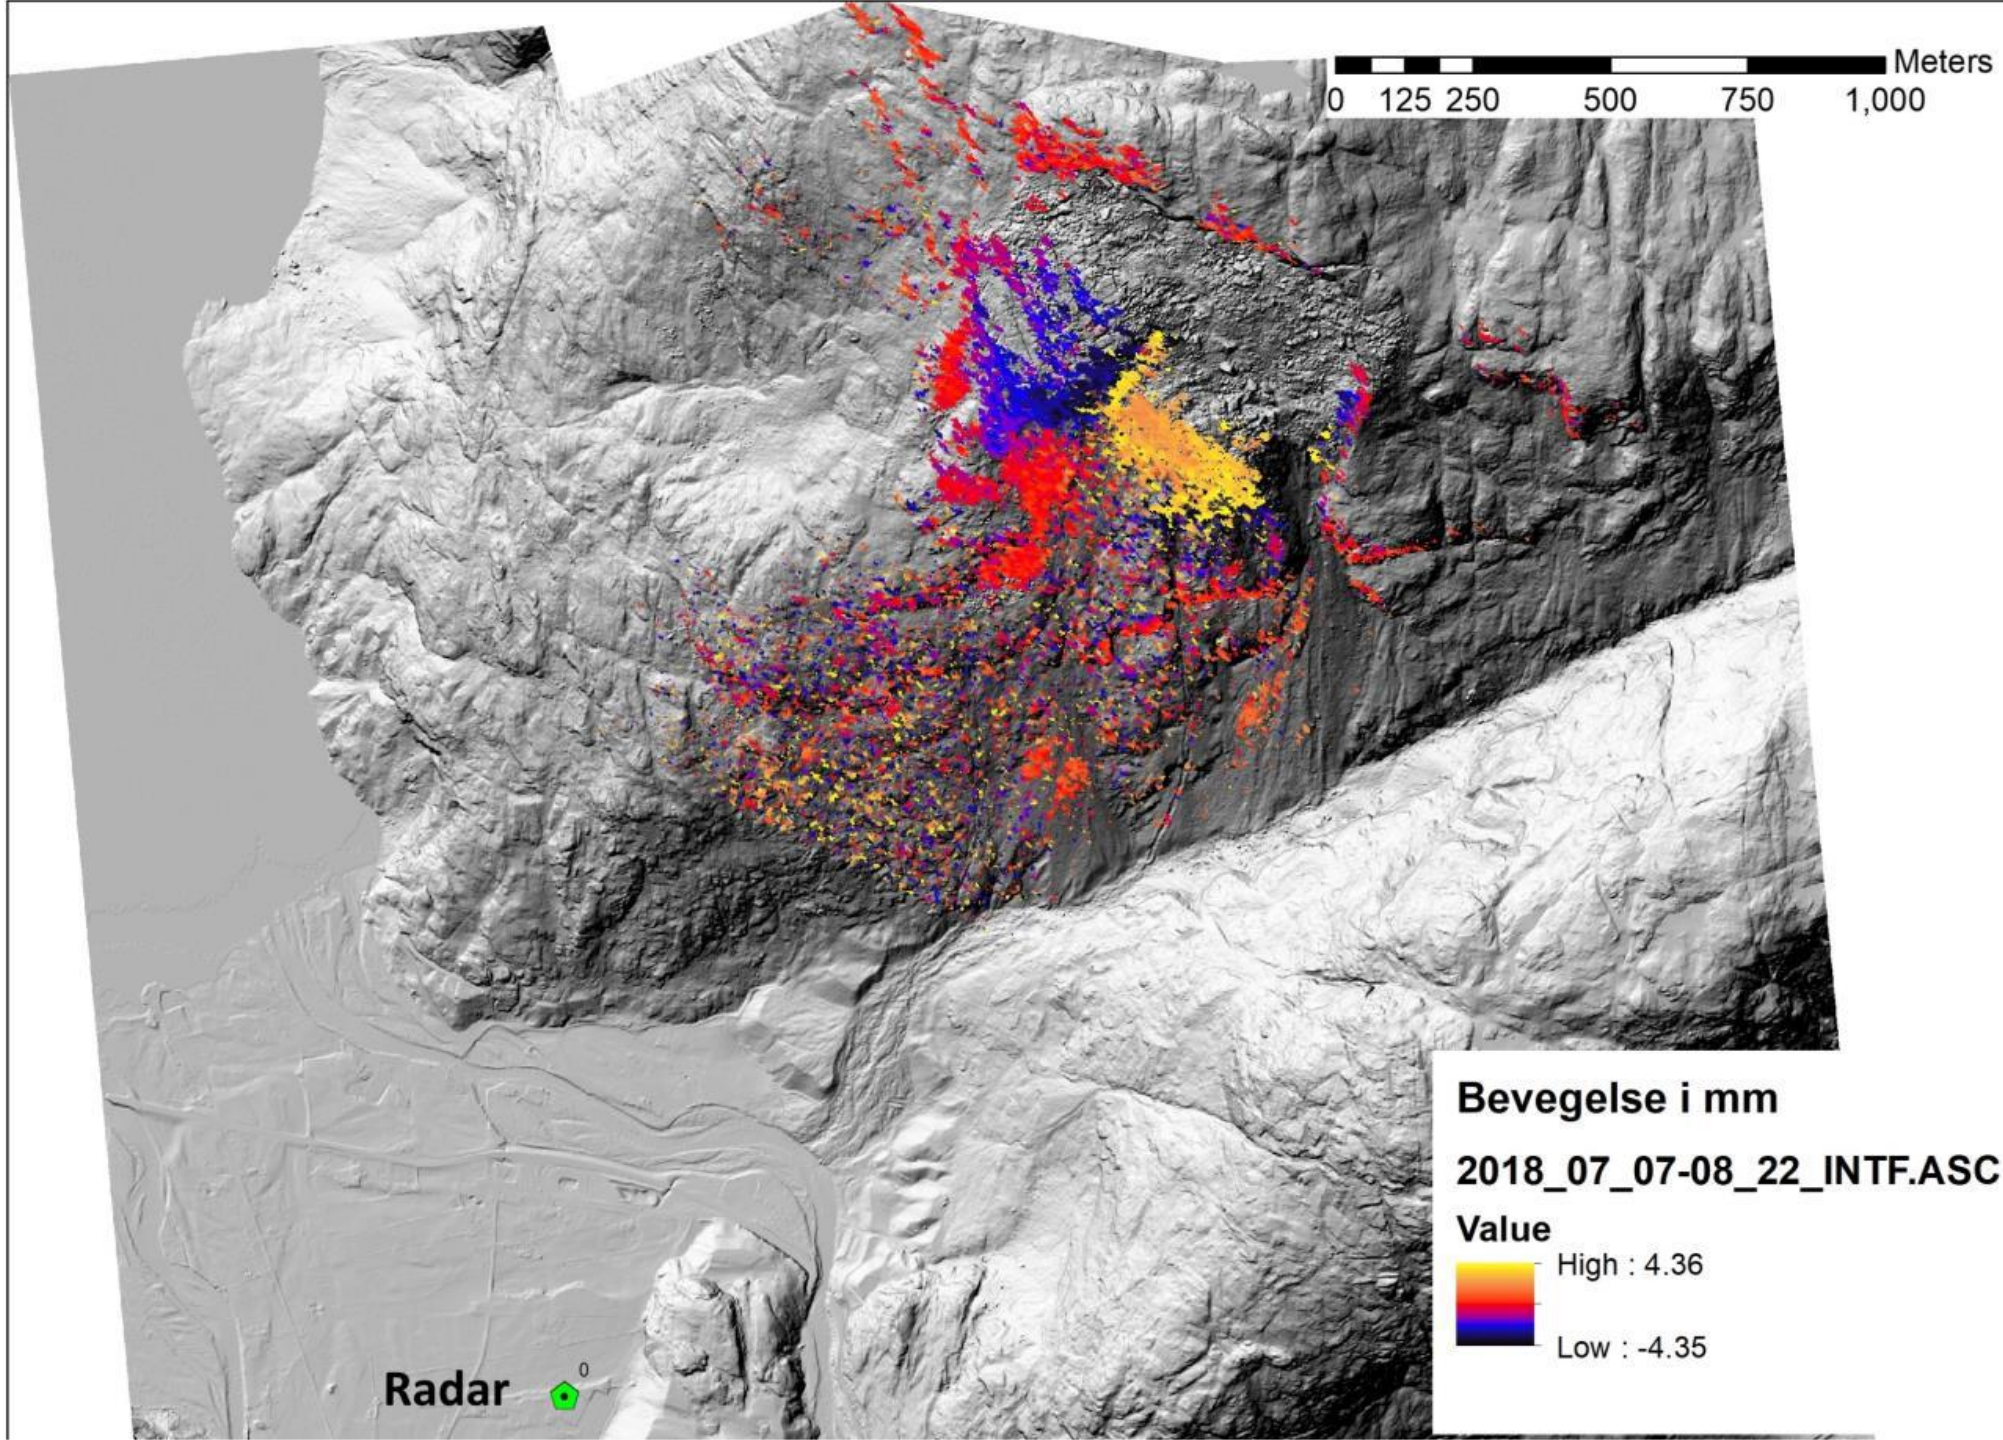 Meters
0 125 250 500 750 1,000
Bevegelse i mm
2018_07_07-08_22_INTF.ASC
Value
High : 4.36
Low : -4.35
Radar 0